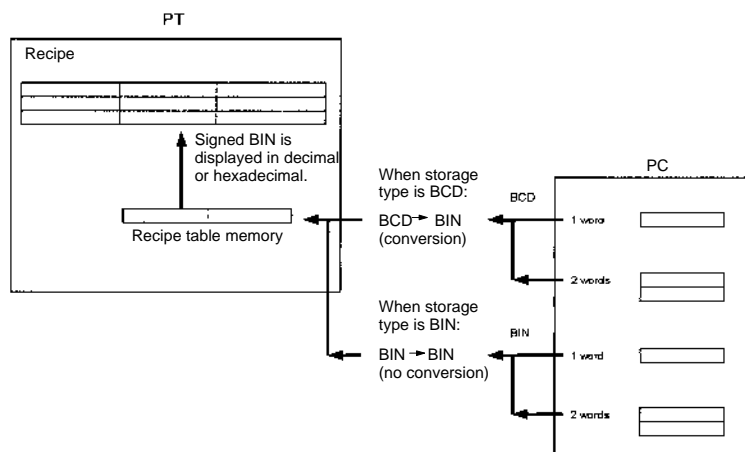 PT
Recipe
Signed BIN is
displayed in decimal
or hexadecimal.
Recipe table memory
When storage
type is BCD:
BCD → BIN
(conversion)
When storage
type is BIN:
BIN → BIN
(no conversion)
BCD
BIN
PC
1 word
2 words
1 word
2 words